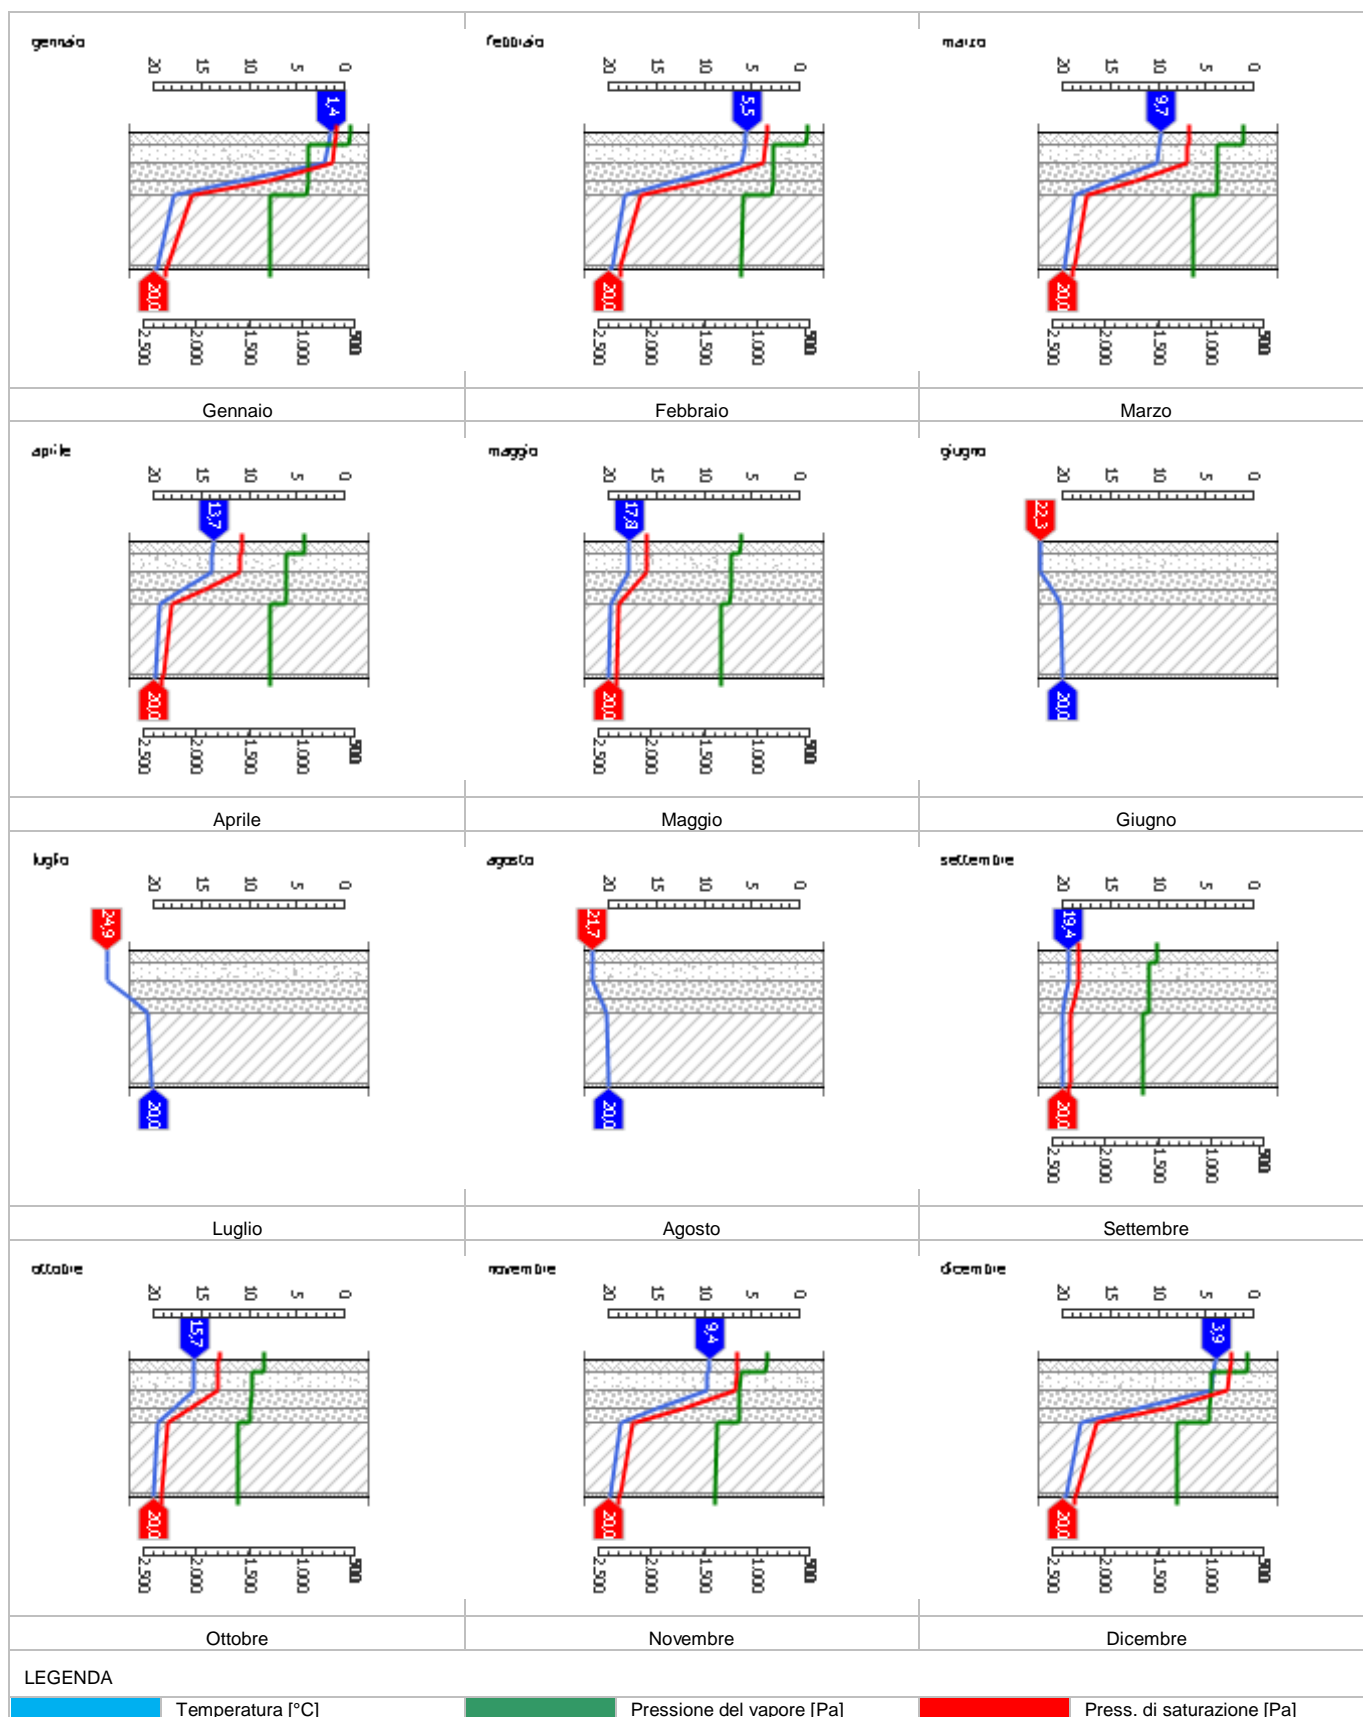 gennaio febbraio marzo
20 15 10 5 0 20 15 10 5 0 20 15 10 5 0
1,4 5,5 9,7
20,0 20,0 20,0
2.500 2.000 1.500 1.000 500 2.500 2.000 1.500 1.000 500 2.500 2.000 1.500 1.000 500
Gennaio Febbraio Marzo
aprile maggio giugno
20 15 10 5 0 20 15 10 5 0 20 15 10 5 0
13,7 17,8 22,3
20,0 20,0 20,0
2.500 2.000 1.500 1.000 500 2.500 2.000 1.500 1.000 500
Aprile Maggio Giugno
luglio agosto settembre
20 15 10 5 0 20 15 10 5 0 20 15 10 5 0
24,9 21,7 19,4
20,0 20,0 20,0
2.500 2.000 1.500 1.000 500
Luglio Agosto Settembre
ottobre novembre dicembre
20 15 10 5 0 20 15 10 5 0 20 15 10 5 0
15,7 9,4 3,9
20,0 20,0 20,0
2.500 2.000 1.500 1.000 500 2.500 2.000 1.500 1.000 500 2.500 2.000 1.500 1.000 500
Ottobre Novembre Dicembre
LEGENDA
Temperatura [°C] Pressione del vapore [Pa] Press. di saturazione [Pa]